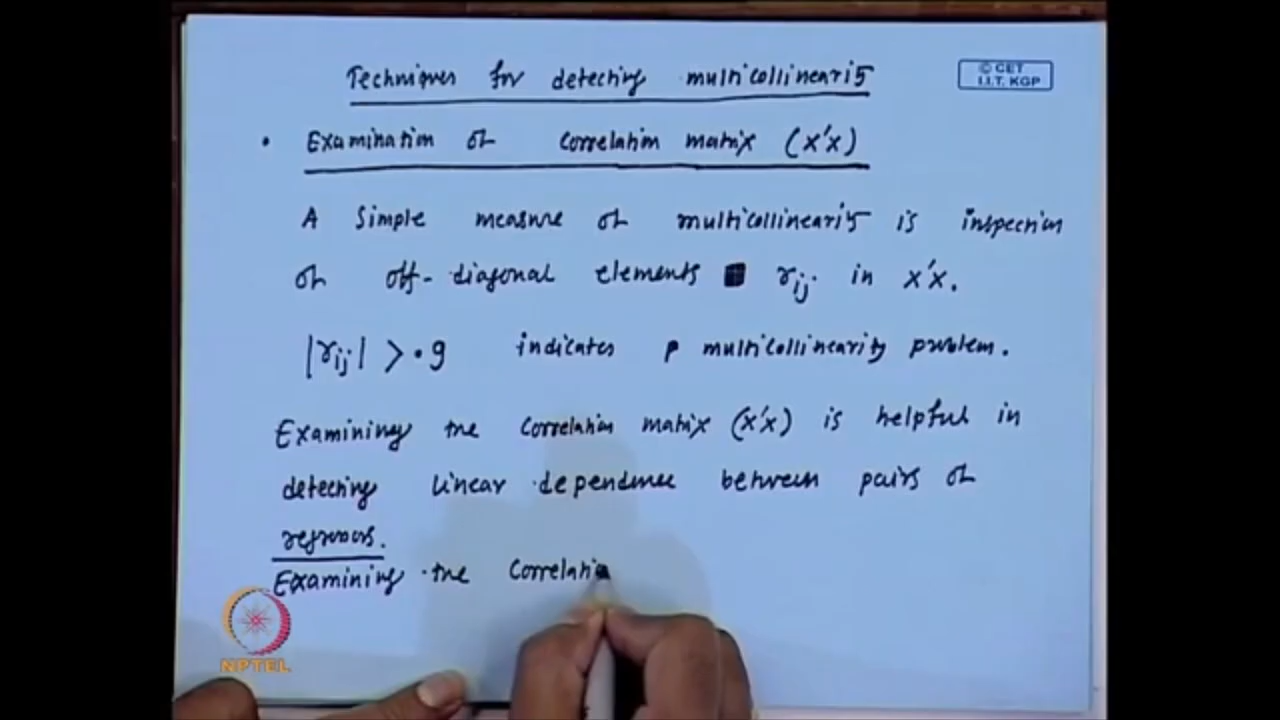 Techniques for detecting multicollinearity
© CET
I.I.T. KGP
• Examination of Correlation matrix (x'x)
A Simple measure of multicollinearity is inspection
of off-diagonal elements rij in x'x.
|rij| > .9 indicates multicollinearity problem.
Examining the Correlation matrix (x'x) is helpful in
detecting linear dependence between pairs of
regressors.
Examining the Correlatio
NPTEL